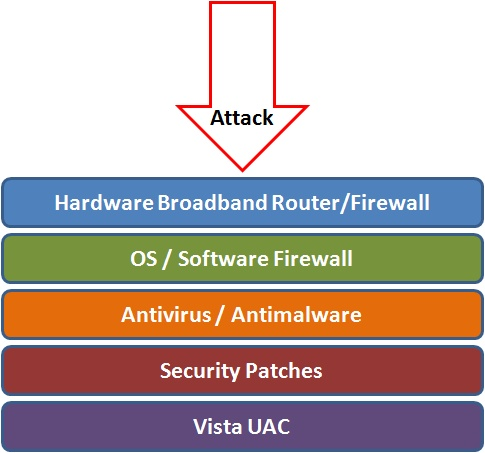 Attack
Hardware Broadband Router/Firewall
OS / Software Firewall
Antivirus / Antimalware
Security Patches
Vista UAC